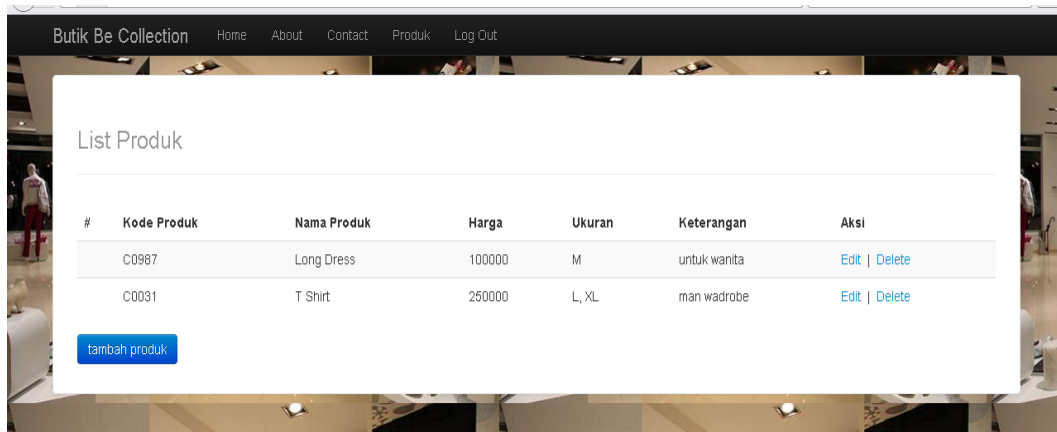 Butik Be Collection Home About Contact Produk Log Out
List Produk
# Kode Produk Nama Produk Harga Ukuran Keterangan Aksi
C0987 Long Dress 100000 M untuk wanita Edit | Delete
C0031 T Shirt 250000 L, XL man wadrobe Edit | Delete
tambah produk